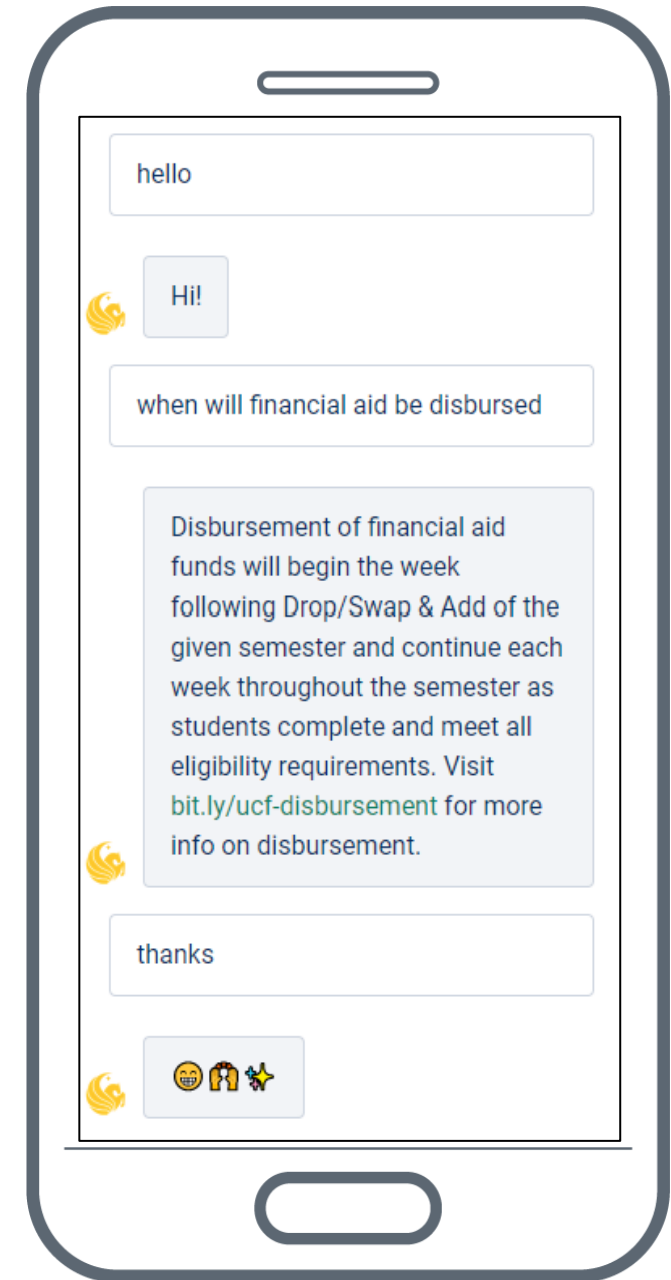 hello
Hi!
when will financial aid be disbursed
Disbursement of financial aid
funds will begin the week
following Drop/Swap & Add of the
given semester and continue each
week throughout the semester as
students complete and meet all
eligibility requirements. Visit
bit.ly/ucf-disbursement for more
info on disbursement.
thanks
😁🙌✨